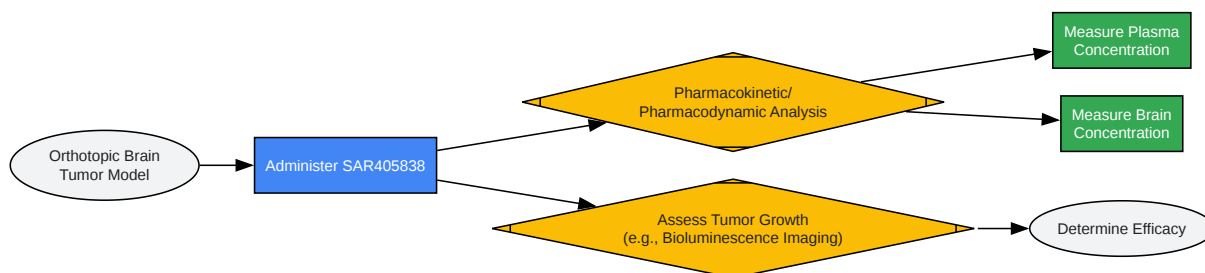 Orthotopic Brain
Tumor Model
Administer SAR405838
Pharmacokinetic/
Pharmacodynamic Analysis
Measure Plasma
Concentration
Measure Brain
Concentration
Assess Tumor Growth
(e.g., Bioluminescence Imaging)
Determine Efficacy